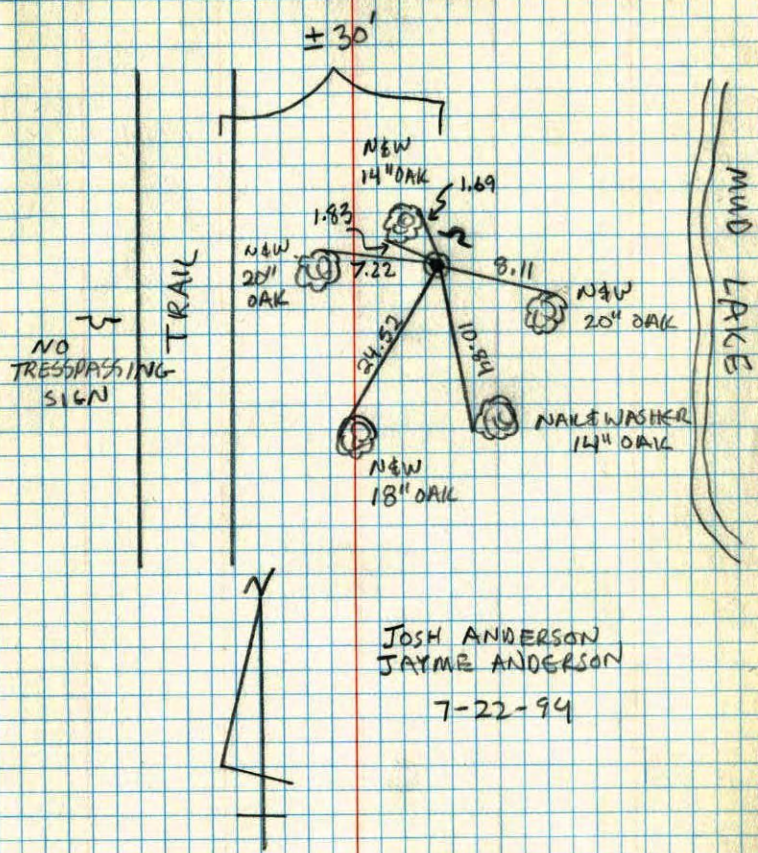 ± 30'
N&W
14" OAK
1.69
1.83
N&W
20"
OAK
7.22
8.11
N&W
20" OAK
MUD LAKE
TRAIL
NO
TRESSPASSING
SIGN
24.52
10.84
NAIL & WASHER
14" OAK
N&W
18" OAK
N
JOSH ANDERSON
JAYME ANDERSON
7-22-94